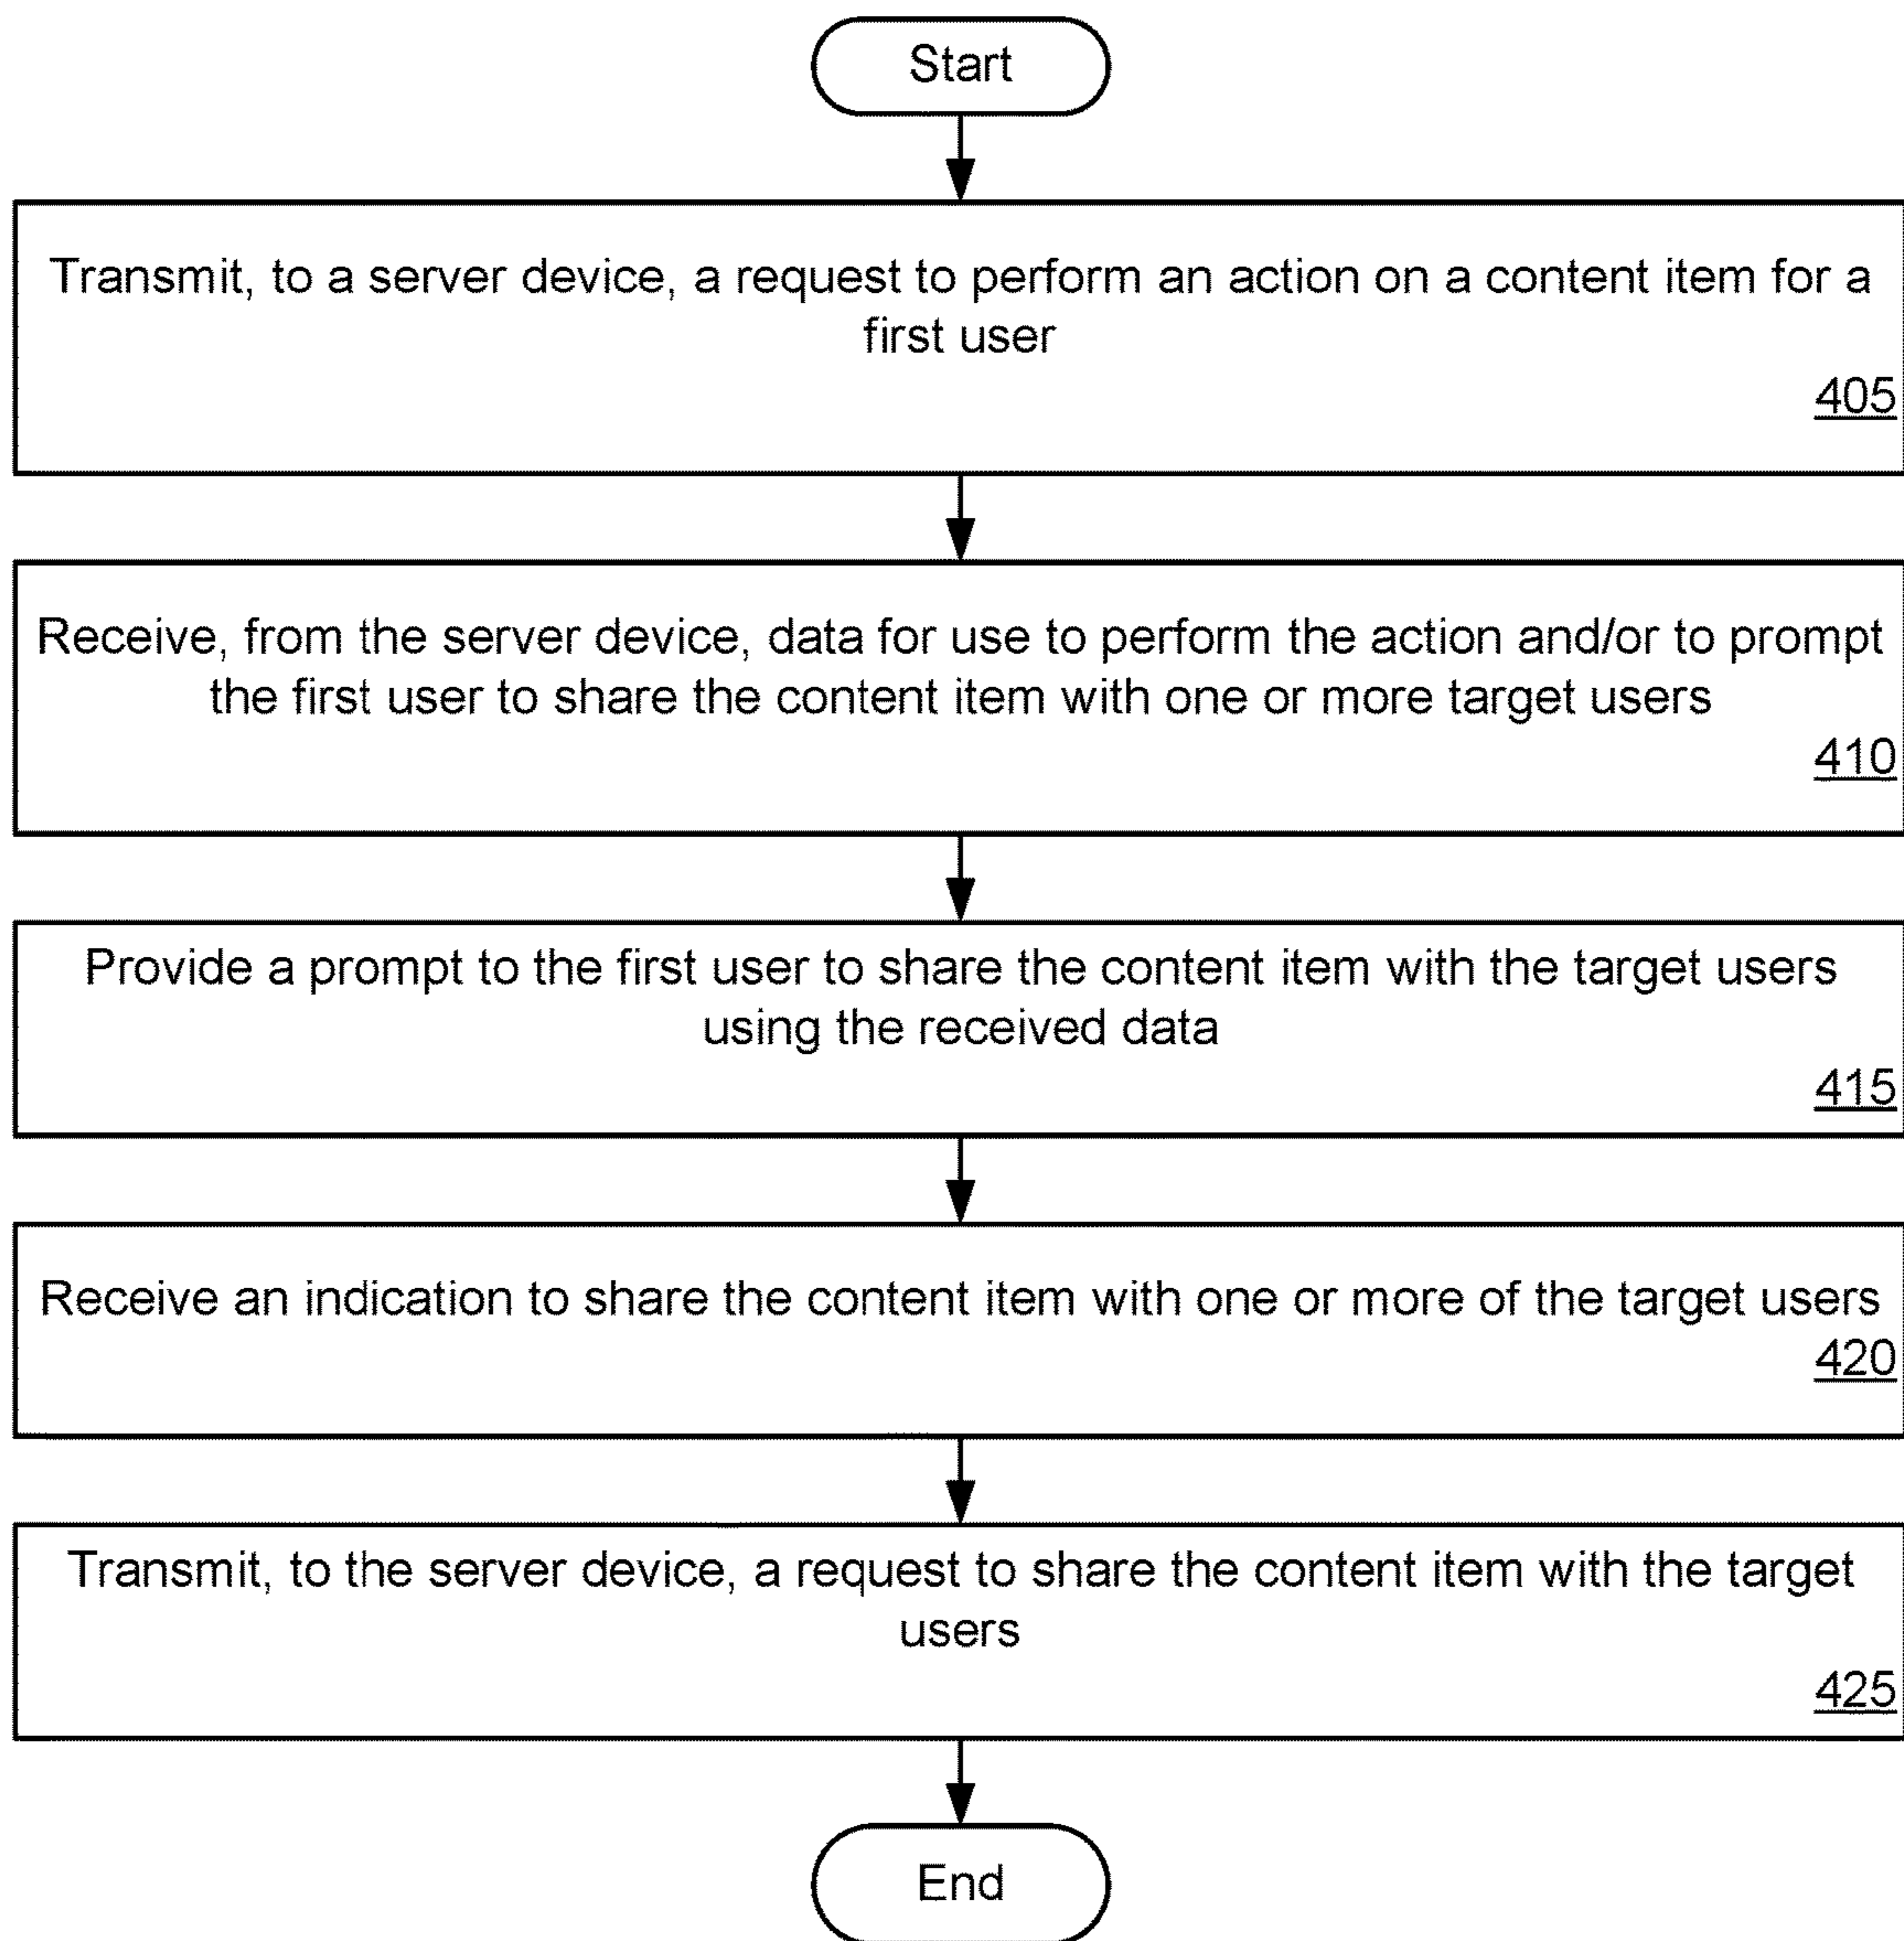 Start
Transmit, to a server device, a request to perform an action on a content item for a
first user
405
Receive, from the server device, data for use to perform the action and/or to prompt
the first user to share the content item with one or more target users
410
Provide a prompt to the first user to share the content item with the target users
using the received data
415
Receive an indication to share the content item with one or more of the target users
420
Transmit, to the server device, a request to share the content item with the target
users
425
End